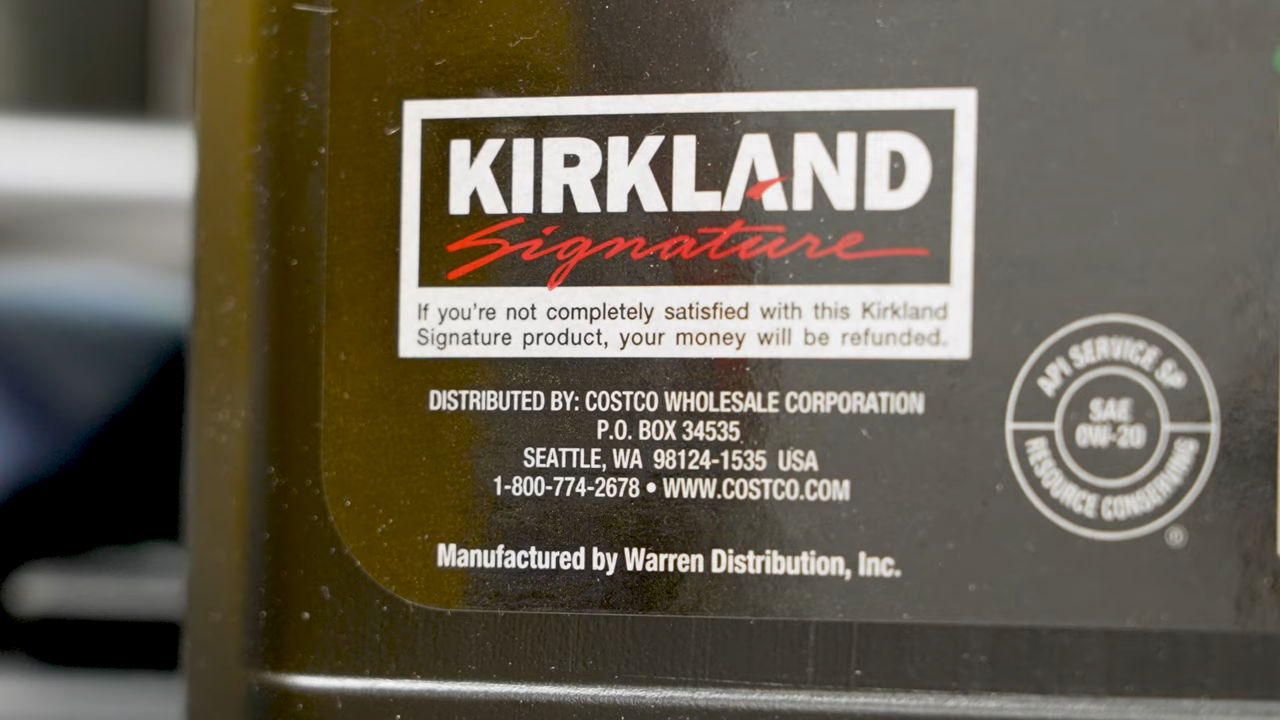 KIRKLAND
Signature
If you're not completely satisfied with this Kirkland
Signature product, your money will be refunded.
DISTRIBUTED BY: COSTCO WHOLESALE CORPORATION
P.O. BOX 34535
SEATTLE, WA 98124-1535 USA
1-800-774-2678 • WWW.COSTCO.COM
Manufactured by Warren Distribution, Inc.
API SERVICE SP
SAE
0W-20
RESOURCE CONSERVING
®